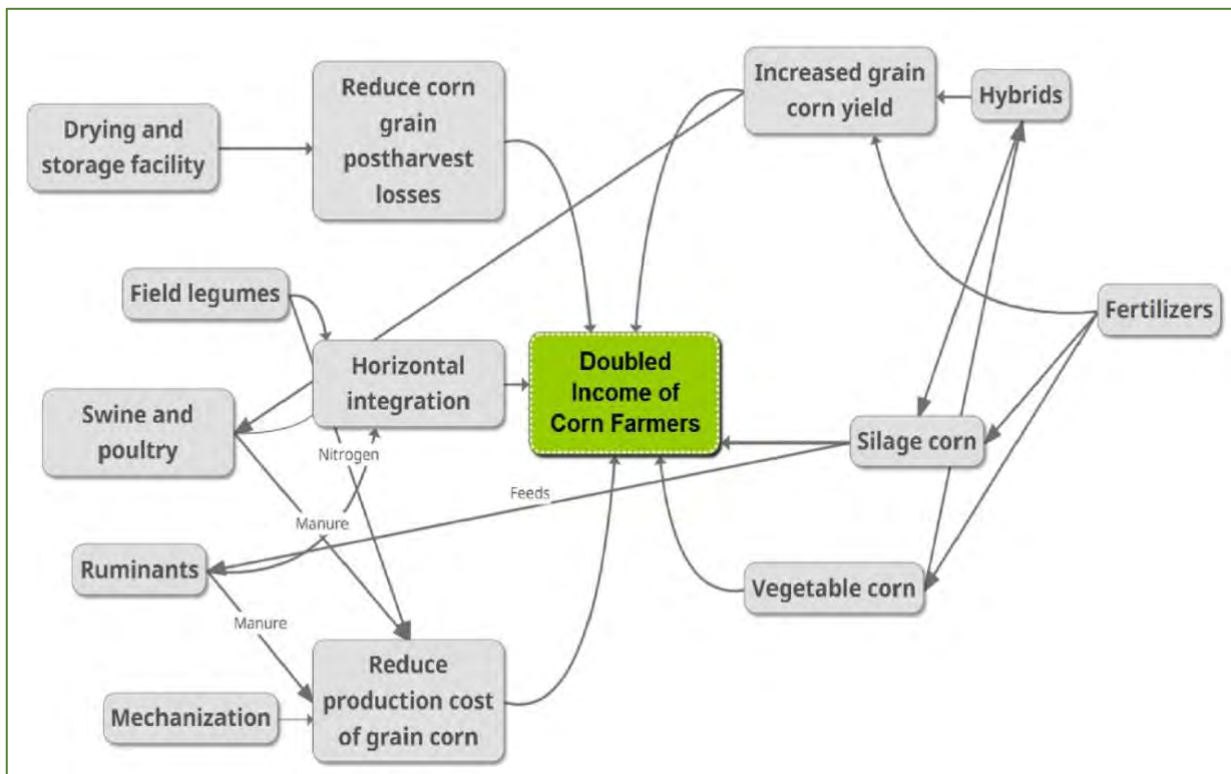 Drying and
storage facility
Reduce corn
grain
postharvest
losses
Increased grain
corn yield
Hybrids
Field legumes
Horizontal
integration
Doubled
Income of
Corn Farmers
Fertilizers
Swine and
poultry
Nitrogen
Silage corn
Feeds
Manure
Ruminants
Vegetable corn
Manure
Reduce
production cost
of grain corn
Mechanization